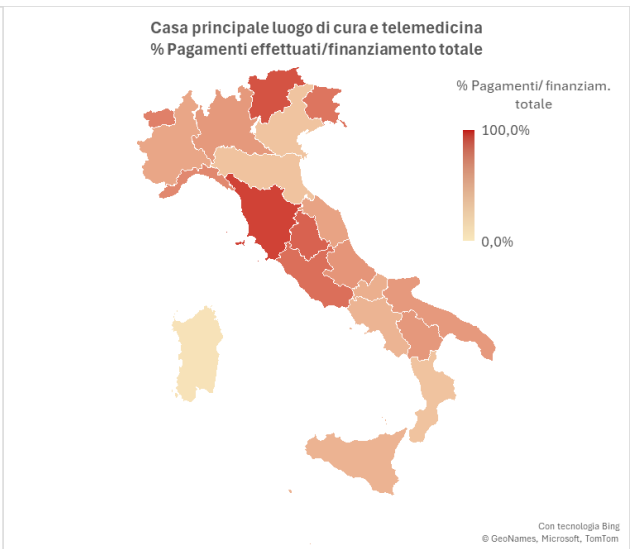 Casa principale luogo di cura e telemedicina
% Pagamenti effettuati/finanziamento totale
% Pagamenti/ finanziam.
totale
100,0%
0,0%
Con tecnologia Bing
© GeoNames, Microsoft, TomTom